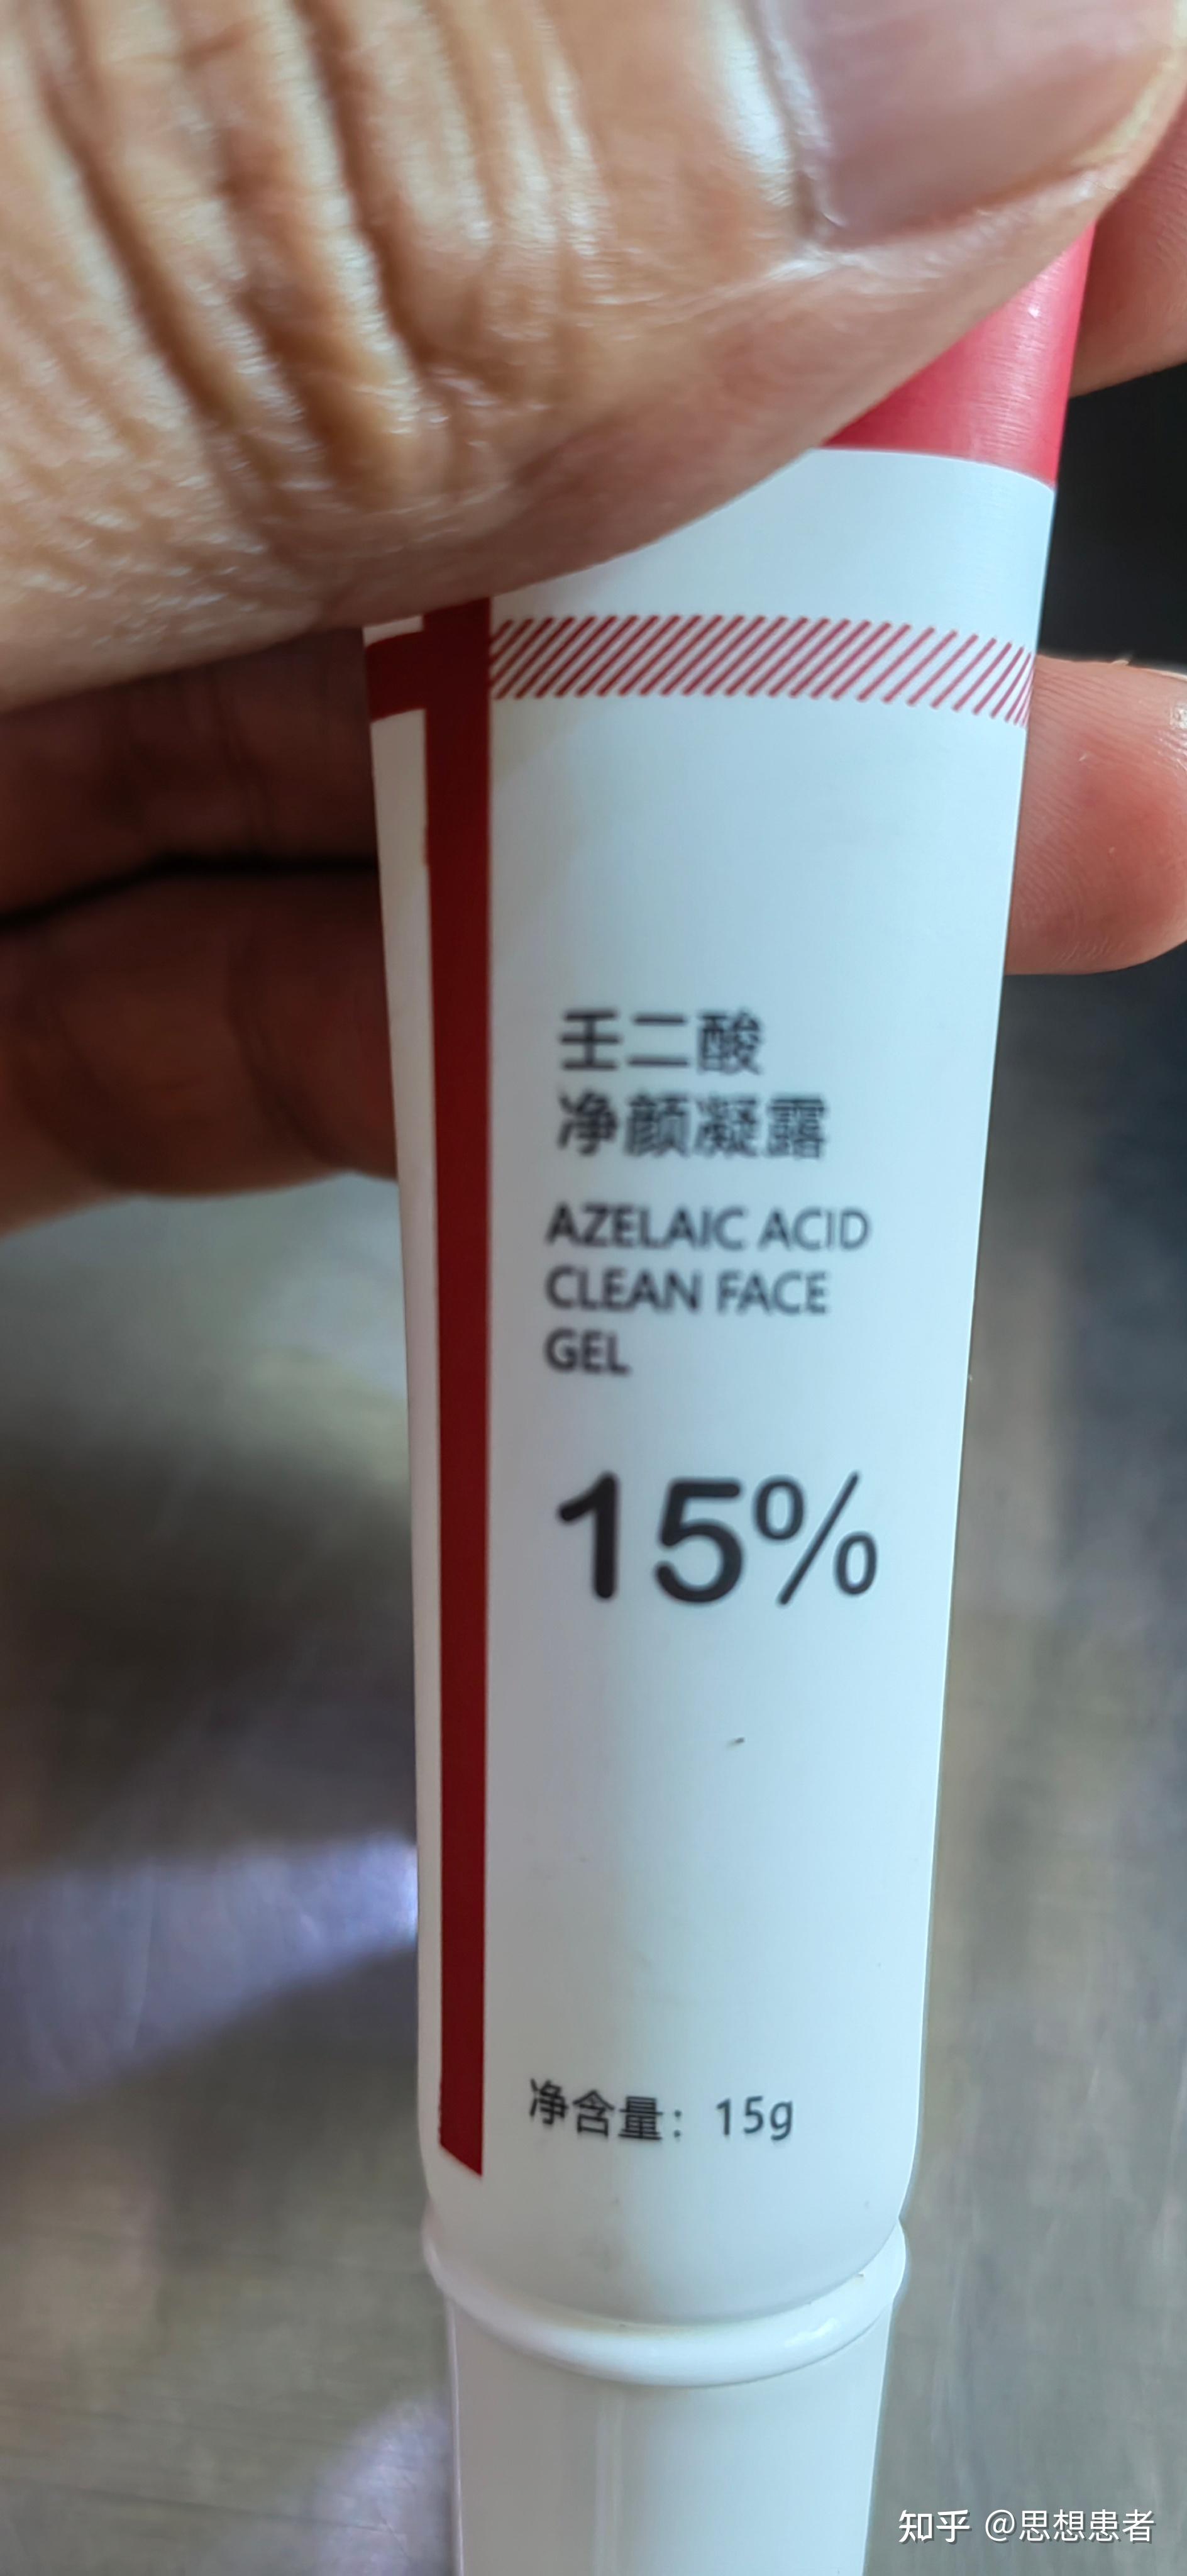 壬二酸
净颜凝露
AZELAIC ACID
CLEAN FACE
GEL
15%
净含量：15g
知乎 @思想患者